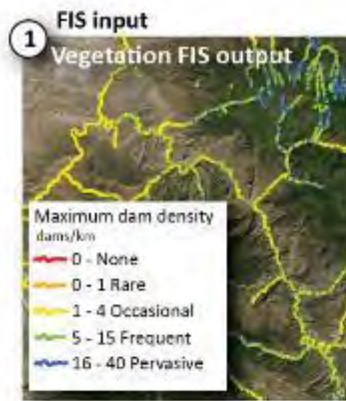 FIS input
1
Vegetation FIS output
Maximum dam density
dams/km
0 - None
0 - 1 Rare
1 - 4 Occasional
5 - 15 Frequent
16 - 40 Pervasive